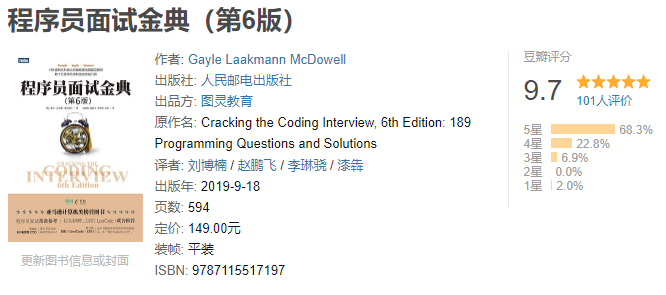 程序员面试金典（第6版）
程序员面试金典
（第6版）
CRACKING THE
CODING
INTERVIEW
6th Edition
更新图书信息或封面
作者: Gayle Laakmann McDowell
出版社: 人民邮电出版社
出品方: 图灵教育
原作名: Cracking the Coding Interview, 6th Edition: 189
Programming Questions and Solutions
译者: 刘博楠 / 赵鹏飞 / 李琳骁 / 漆犇
出版年: 2019-9-18
页数: 594
定价: 149.00元
装帧: 平装
ISBN: 9787115517197
豆瓣评分
9.7
101人评价
5星 68.3%
4星 22.8%
3星 6.9%
2星 0.0%
1星 2.0%